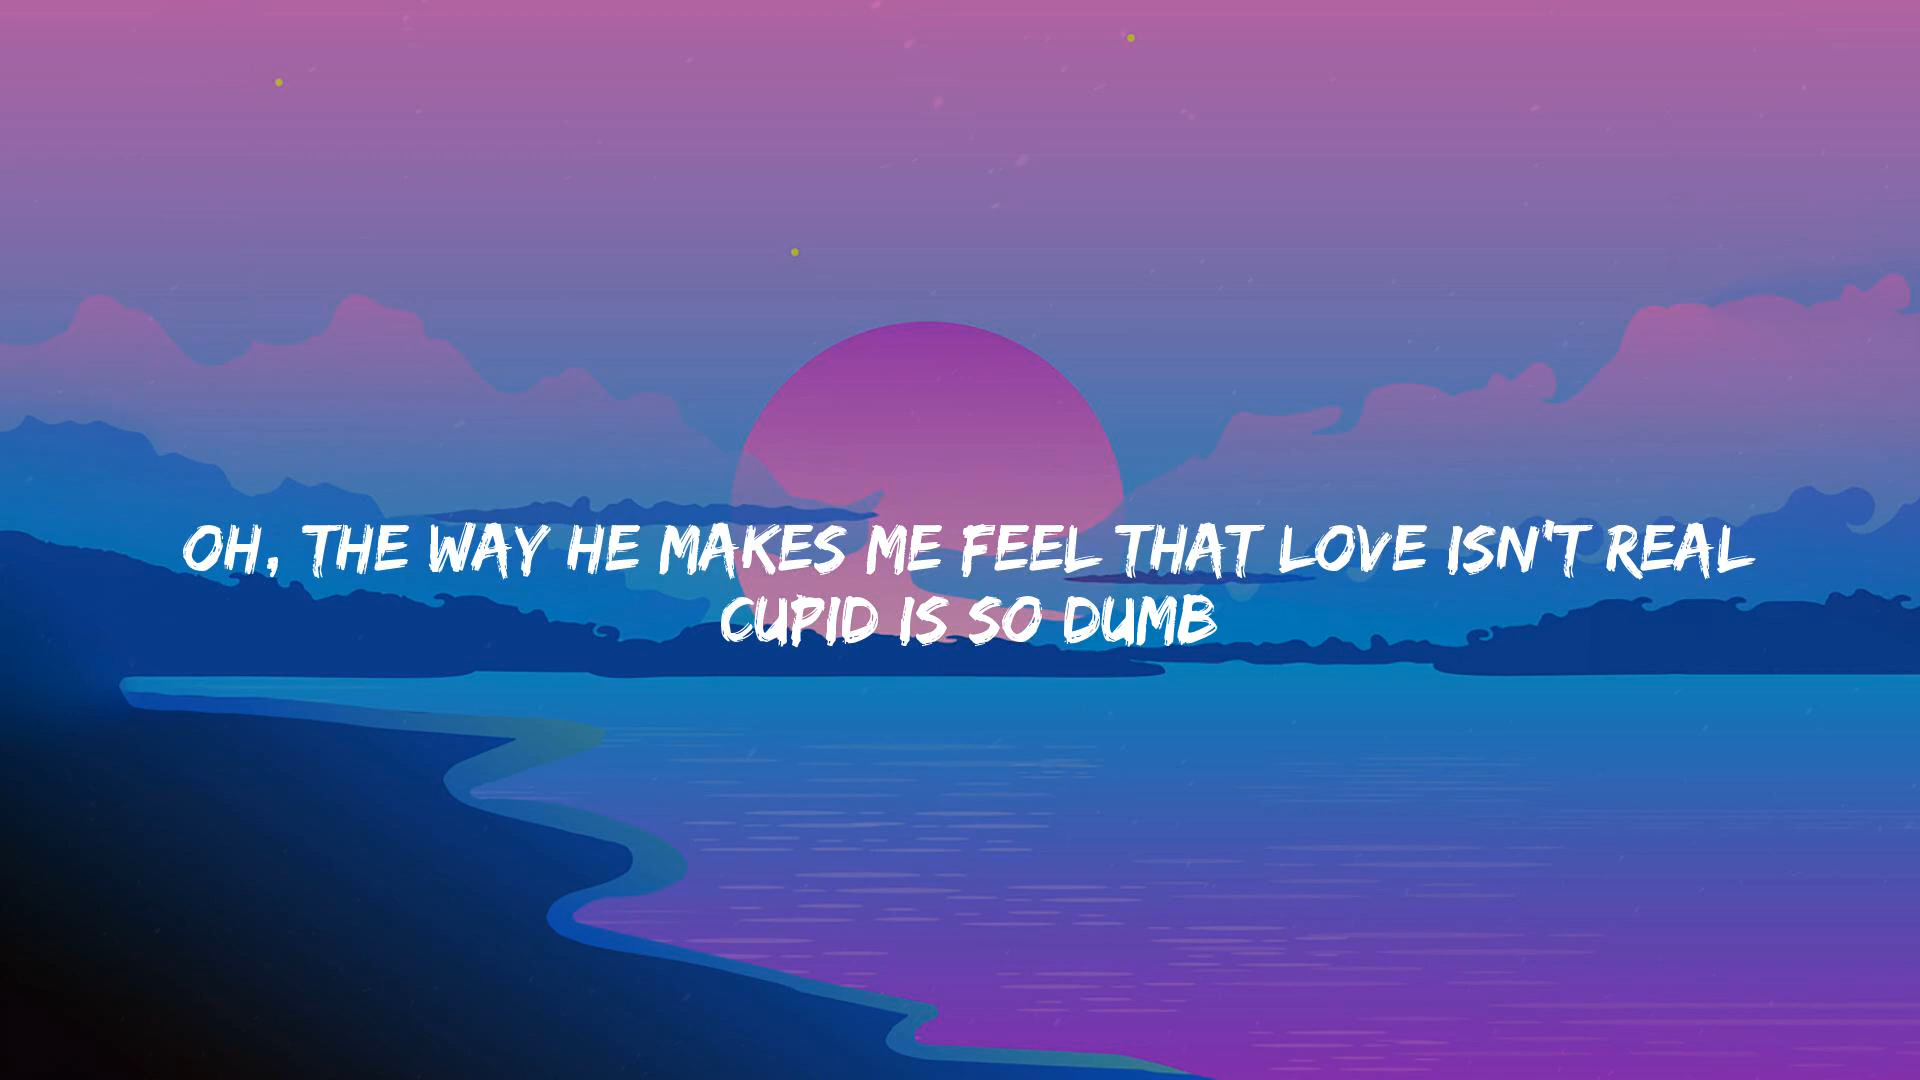 OH, THE WAY HE MAKES ME FEEL THAT LOVE ISN'T REAL
CUPID IS SO DUMB